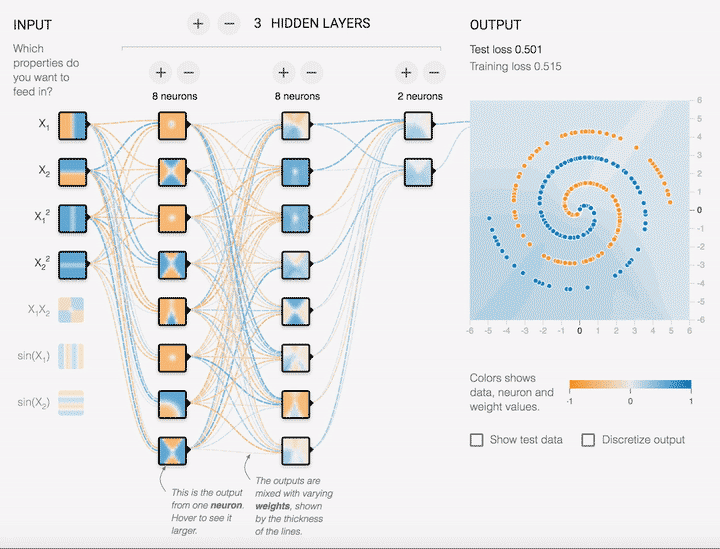 INPUT
Which
properties do
you want to
feed in?
X1
X2
X1²
X2²
X1X2
sin(X1)
sin(X2)
+ − 3 HIDDEN LAYERS
+ −
8 neurons
+ −
8 neurons
+ −
2 neurons
This is the output
from one neuron.
Hover to see it
larger.
The outputs are
mixed with varying
weights, shown
by the thickness
of the lines.
OUTPUT
Test loss 0.501
Training loss 0.515
6
5
4
3
2
1
0
-1
-2
-3
-4
-5
-6
-6 -5 -4 -3 -2 -1 0 1 2 3 4 5 6
Colors shows
data, neuron and
weight values.
-1 0 1
Show test data
Discretize output